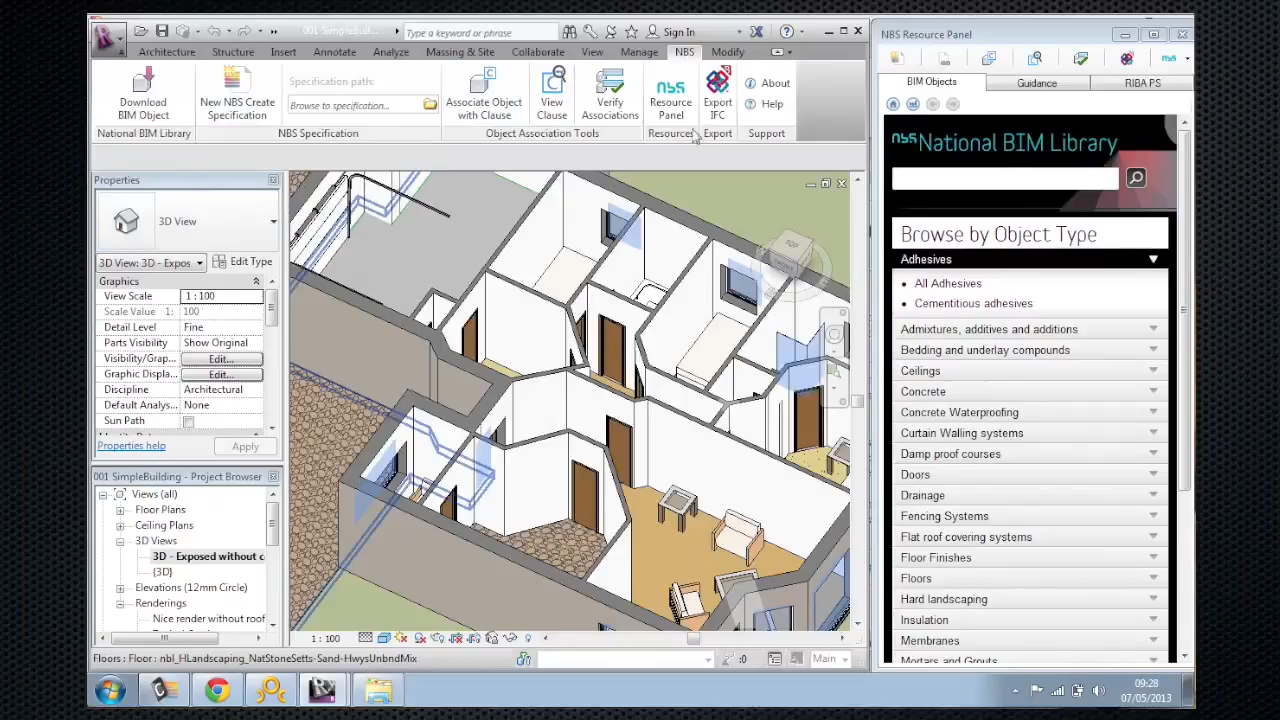 001 SimpleBuil...
Type a keyword or phrase
Sign In
NBS Resource Panel
Architecture Structure Insert Annotate Analyze Massing & Site Collaborate View Manage NBS Modify
Download BIM Object
New NBS Create Specification
Specification path:
Browse to specification...
Associate Object with Clause
View Clause
Verify Associations
nbs
Resource Panel
Export IFC
About
Help
National BIM Library
NBS Specification
Object Association Tools
Resources
Export
Support
nbs
BIM Objects
Guidance
RIBA PS
nbs National BIM Library
Browse by Object Type
Adhesives
All Adhesives
Cementitious adhesives
Admixtures, additives and additions
Bedding and underlay compounds
Ceilings
Concrete
Concrete Waterproofing
Curtain Waling systems
Damp proof courses
Doors
Drainage
Fencing Systems
Flat roof covering systems
Floor Finishes
Floors
Hard landscaping
Insulation
Membranes
Mortars and Grouts
Properties
3D View
3D View: 3D - Expos
Edit Type
Graphics
View Scale 1 : 100
Scale Value 1: 100
Detail Level Fine
Parts Visibility Show Original
Visibility/Grap... Edit...
Graphic Displa... Edit...
Discipline Architectural
Default Analys... None
Sun Path
Properties help
Apply
001 SimpleBuilding - Project Browser
Views (all)
Floor Plans
Ceiling Plans
3D Views
3D - Exposed without c
{3D}
Elevations (12mm Circle)
Renderings
Nice render without roof
TOP
1 : 100
Floors : Floor : nbl_HLandscaping_NatStoneSetts-Sand-HwysUnbndMix
:0
Main
09:28
07/05/2013